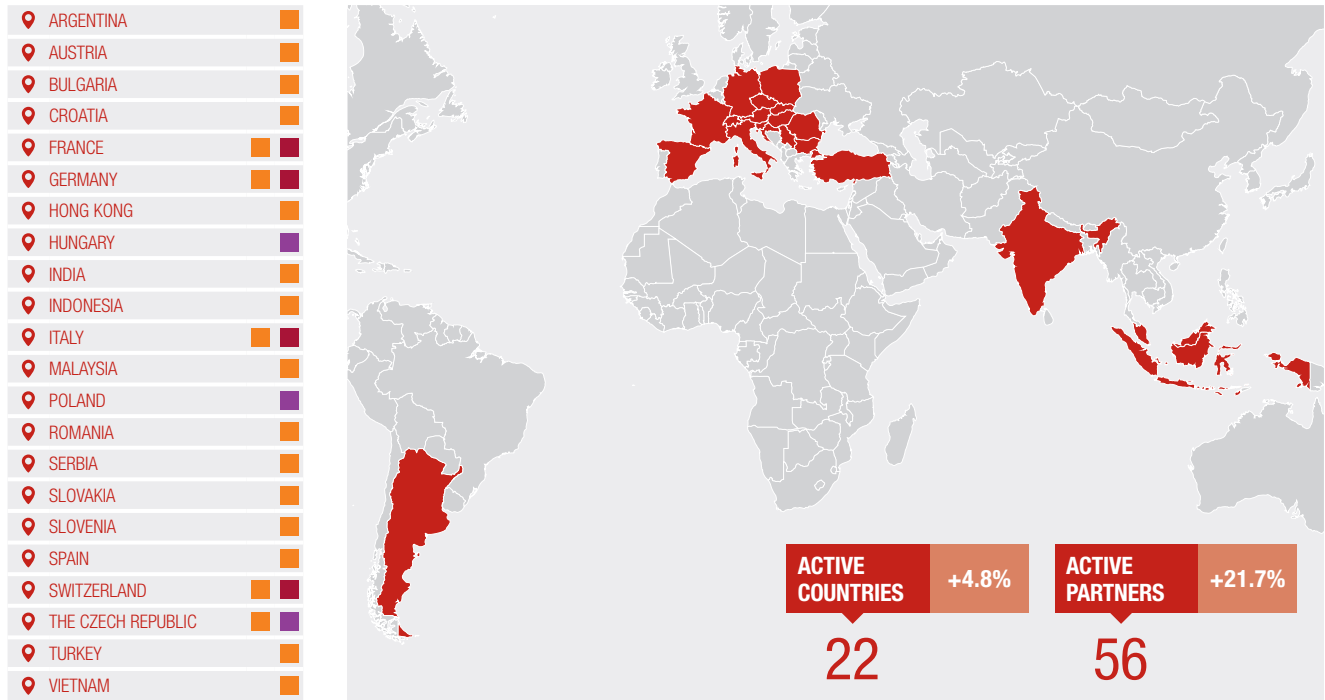 ARGENTINA
AUSTRIA
BULGARIA
CROATIA
FRANCE
GERMANY
HONG KONG
HUNGARY
INDIA
INDONESIA
ITALY
MALAYSIA
POLAND
ROMANIA
SERBIA
SLOVAKIA
SLOVENIA
SPAIN
SWITZERLAND
THE CZECH REPUBLIC
TURKEY
VIETNAM
ACTIVE
COUNTRIES
+4.8%
22
ACTIVE
PARTNERS
+21.7%
56